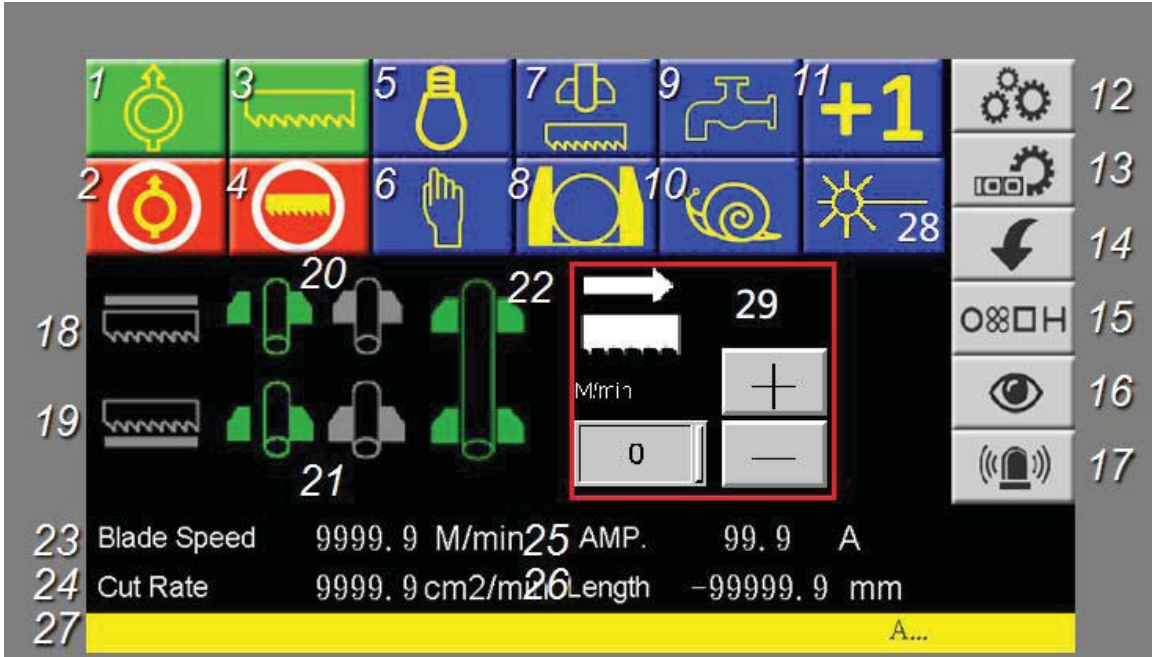 1 3 5 7 9 11 +1 12
2 4 6 8 10 28 13
14
20 22 29
18 O H 15
M/min + 16
19 0 — 17
21
23 Blade Speed 9999.9 M/min 25 AMP. 99.9 A
24 Cut Rate 9999.9 cm2/min 26 Length -99999.9 mm
27 A...